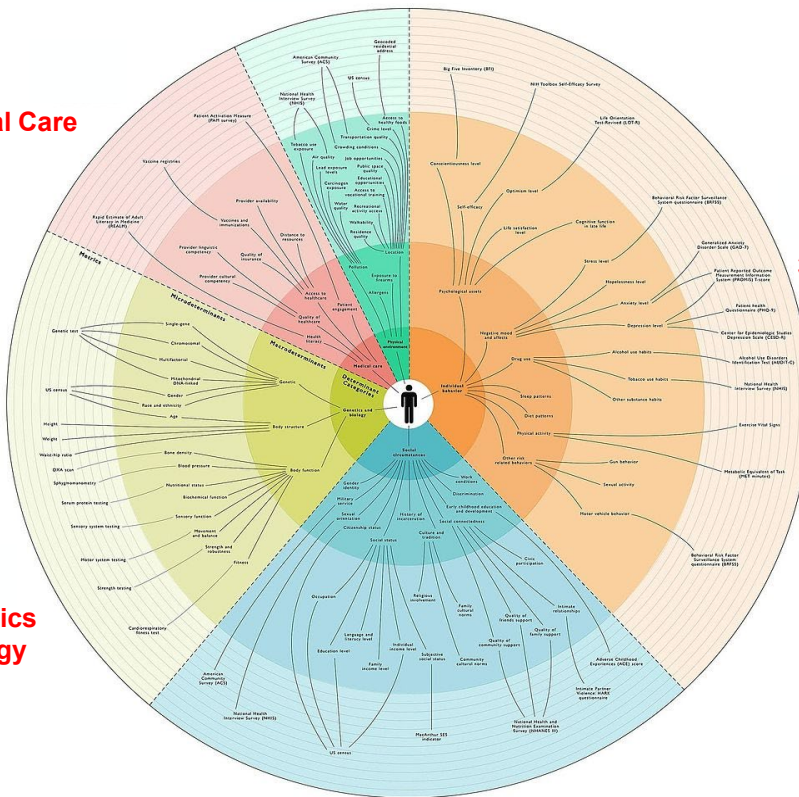 al Care
ics
gy
Geocoded
residential
address
American Community
Survey (ACS)
US census
National Health
Interview Survey
(NHIS)
Access to
healthy foods
Crime level
Transportation quality
Tobacco use
exposure
Crowding conditions
Air quality
Job opportunities
Lead exposure
levels
Public space
quality
Educational
opportunities
Carcinogen
exposure
Access to
vocational training
Water
quality
Recreational
activity access
Walkability
Residence
quality
Location
Pollution
Exposure to
firearms
Allergens
Physical
environment
Patient Activation Measure
(PAM survey)
Vaccine registries
Rapid Estimate of Adult
Literacy in Medicine
(REALM)
Provider availability
Vaccines and
immunizations
Distance to
resources
Provider linguistic
competency
Quality of
insurance
Provider cultural
competency
Access to
healthcare
Patient
engagement
Quality of
healthcare
Health
literacy
Medical care
Metrics
Microdeterminants
Macrodeterminants
Determinant
Categories
Genetic test
Single-gene
Chromosomal
Multifactorial
Mitochondrial
DNA-linked
Genetic
US census
Gender
Race and ethnicity
Age
Height
Weight
Waist:hip ratio
Body structure
Genetics and
biology
DXA scan
Bone density
Sphygmomanometry
Blood pressure
Body function
Nutritional status
Serum protein testing
Biochemical function
Sensory system testing
Sensory function
Movement
and balance
Motor system testing
Strength and
robustness
Strength testing
Fitness
Cardiorespiratory
fitness test
Big Five Inventory (BFI)
NIH Toolbox Self-Efficacy Survey
Life Orientation
Test-Revised (LOT-R)
Conscientiousness level
Optimism level
Self-efficacy
Behavioral Risk Factor Surveillance
System questionnaire (BRFSS)
Cognitive function
in late life
Life satisfaction
level
Generalized Anxiety
Disorder Scale (GAD-7)
Stress level
Patient Reported Outcome
Measurement Information
System (PROMIS) T-score
Hopelessness level
Psychological assets
Anxiety level
Patient health
Questionnaire (PHQ-9)
Depression level
Center for Epidemiologic Studies
Depression Scale (CESD-R)
Negative mood
and affects
Alcohol use habits
Alcohol Use Disorders
Identification Test (AUDIT-C)
Drug use
Tobacco use habits
National Health
Interview Survey (NHIS)
Individual
behavior
Sleep patterns
Other substance habits
Diet patterns
Exercise Vital Signs
Physical activity
Other risk
related behaviors
Gun behavior
Metabolic Equivalent of Task
(MET minutes)
Sexual activity
Motor vehicle behavior
Behavioral Risk Factor
Surveillance System
questionnaire (BRFSS)
Social
circumstances
Work
conditions
Gender
identity
Discrimination
Military
service
Early childhood education
and development
Sexual
orientation
History of
incarceration
Social connectedness
Citizenship status
Culture and
tradition
Social status
Civic
participation
Occupation
Religious
involvement
Family
cultural
norms
Intimate
relationships
Quality of
friends support
Language and
literacy level
Quality of
family support
Individual
income level
Quality of
community support
Education level
Subjective
social status
Family
income level
Community
cultural norms
Adverse Childhood
Experiences (ACE) score
American
Community
Survey (ACS)
Intimate Partner
Violence: HARK
questionnaire
National Health
Interview Survey (NHIS)
National Health and
Nutrition Examination
Survey (NHANES III)
MacArthur SES
indicator
US census